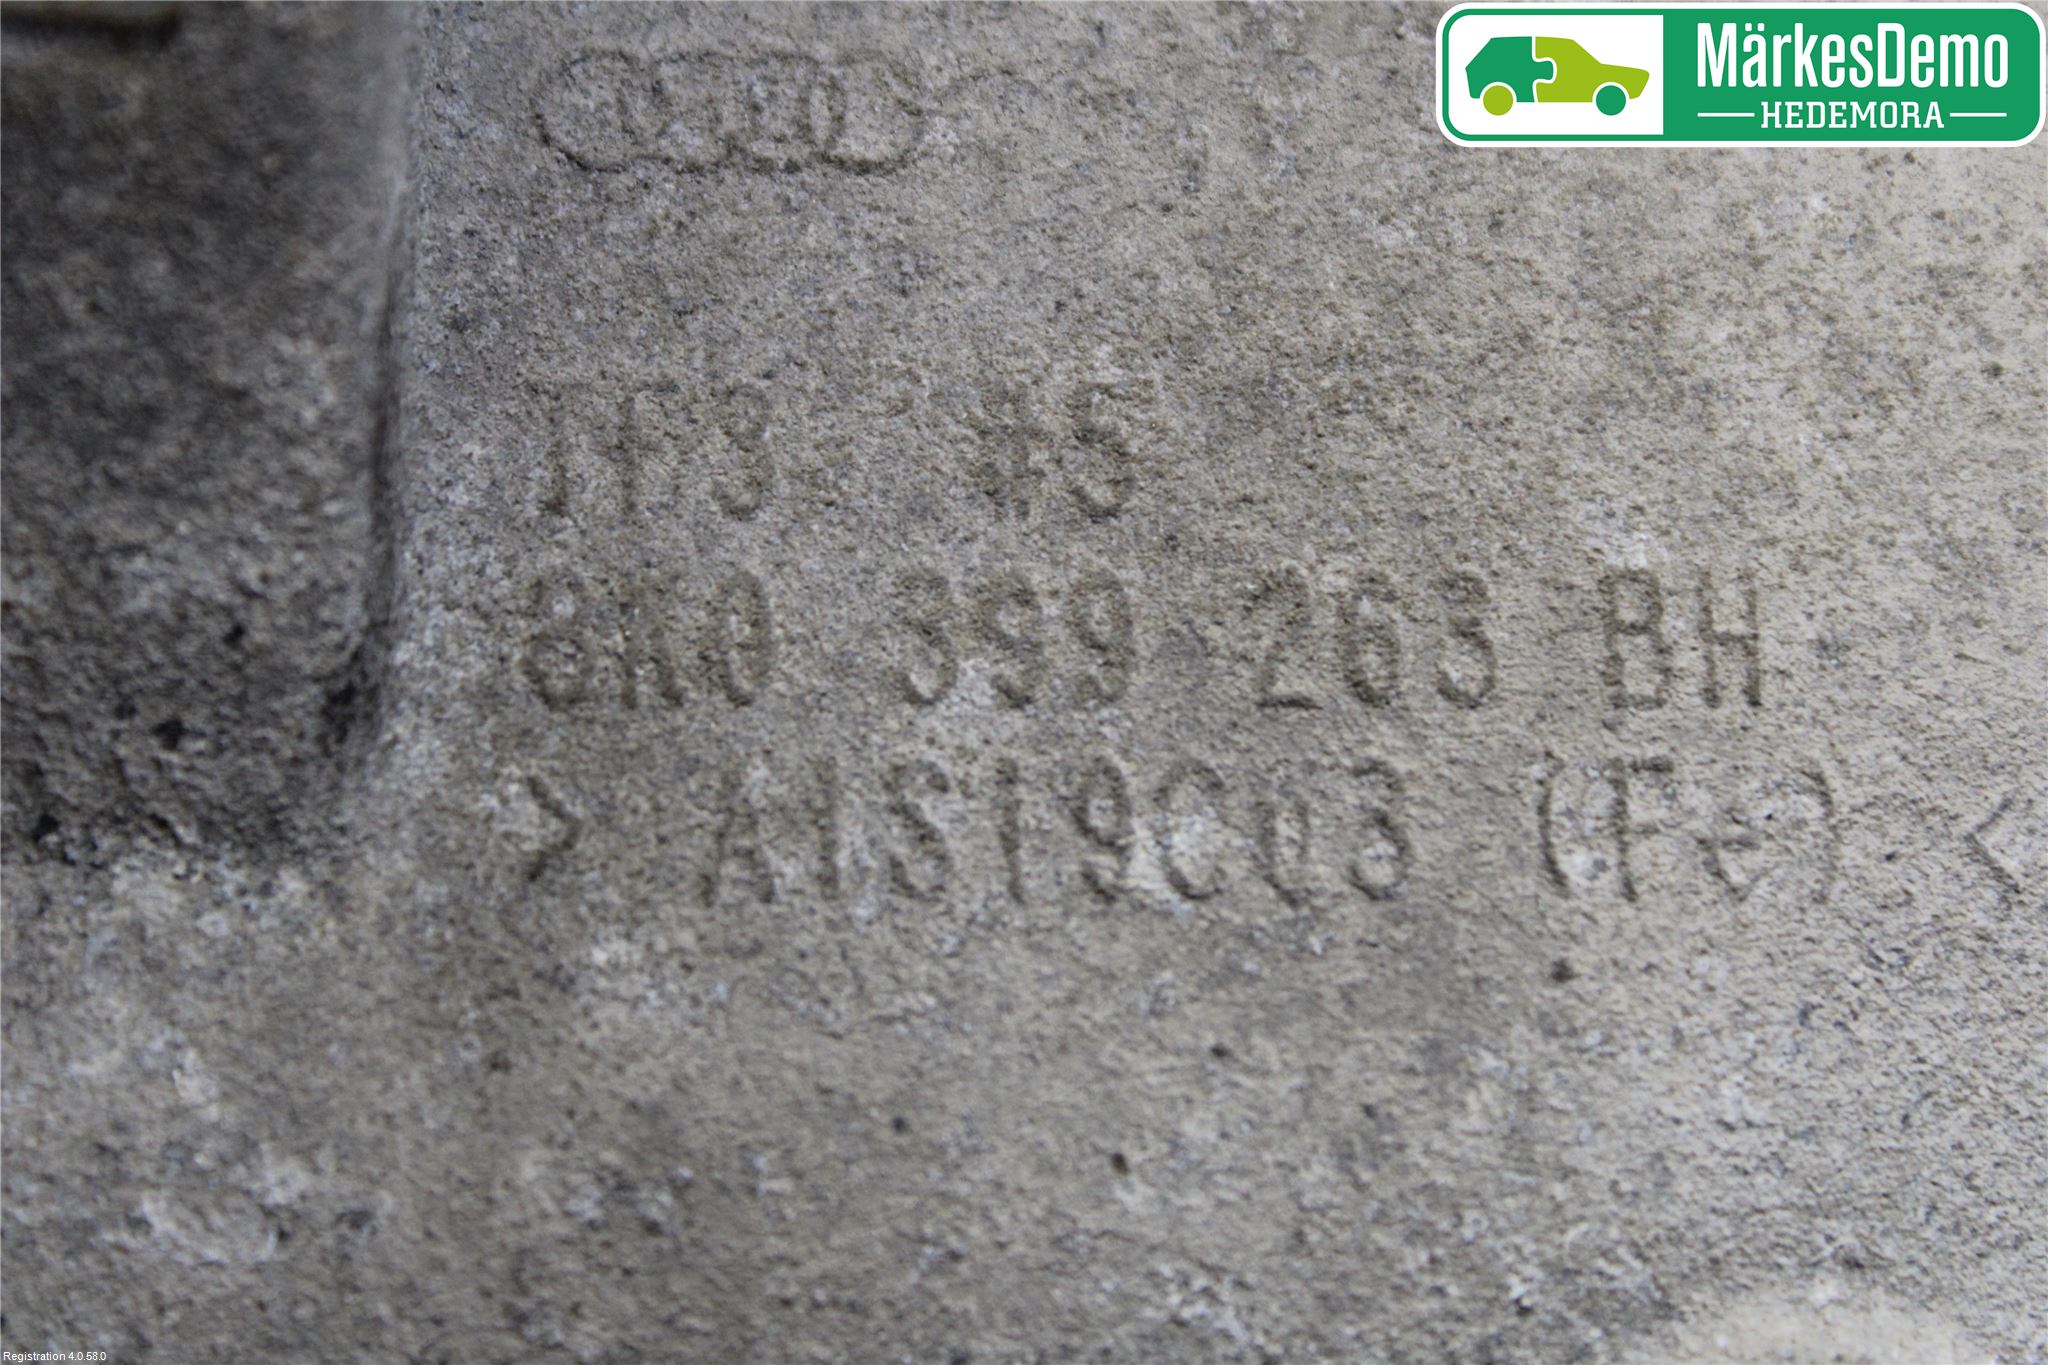 MärkesDemo
HEDEMORA
8K0 399 263 BH
> AlSi9Cu3 (Fe) <
Registration 4.0.58.0